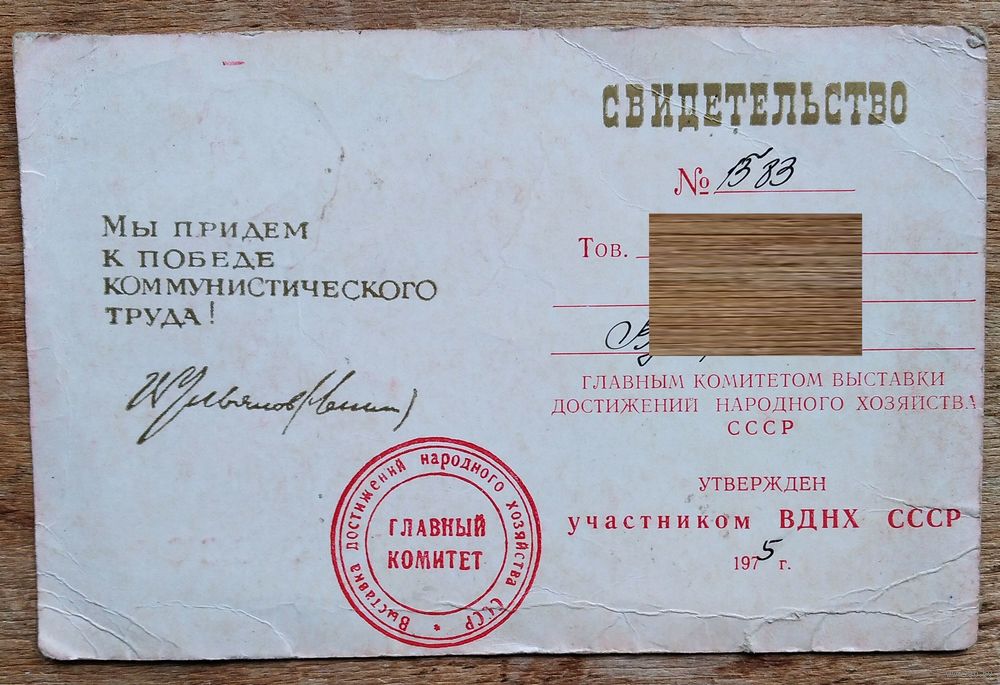 Мы придем
к победе
коммунистического
труда!
В Ульянов (Ленин)
СВИДЕТЕЛЬСТВО
№ 1583
Тов.
ГЛАВНЫМ КОМИТЕТОМ ВЫСТАВКИ
ДОСТИЖЕНИЙ НАРОДНОГО ХОЗЯЙСТВА
СССР
УТВЕРЖДЕН
участником ВДНХ СССР
1975 г.
Выставка достижений народного хозяйства СССР *
ГЛАВНЫЙ
КОМИТЕТ